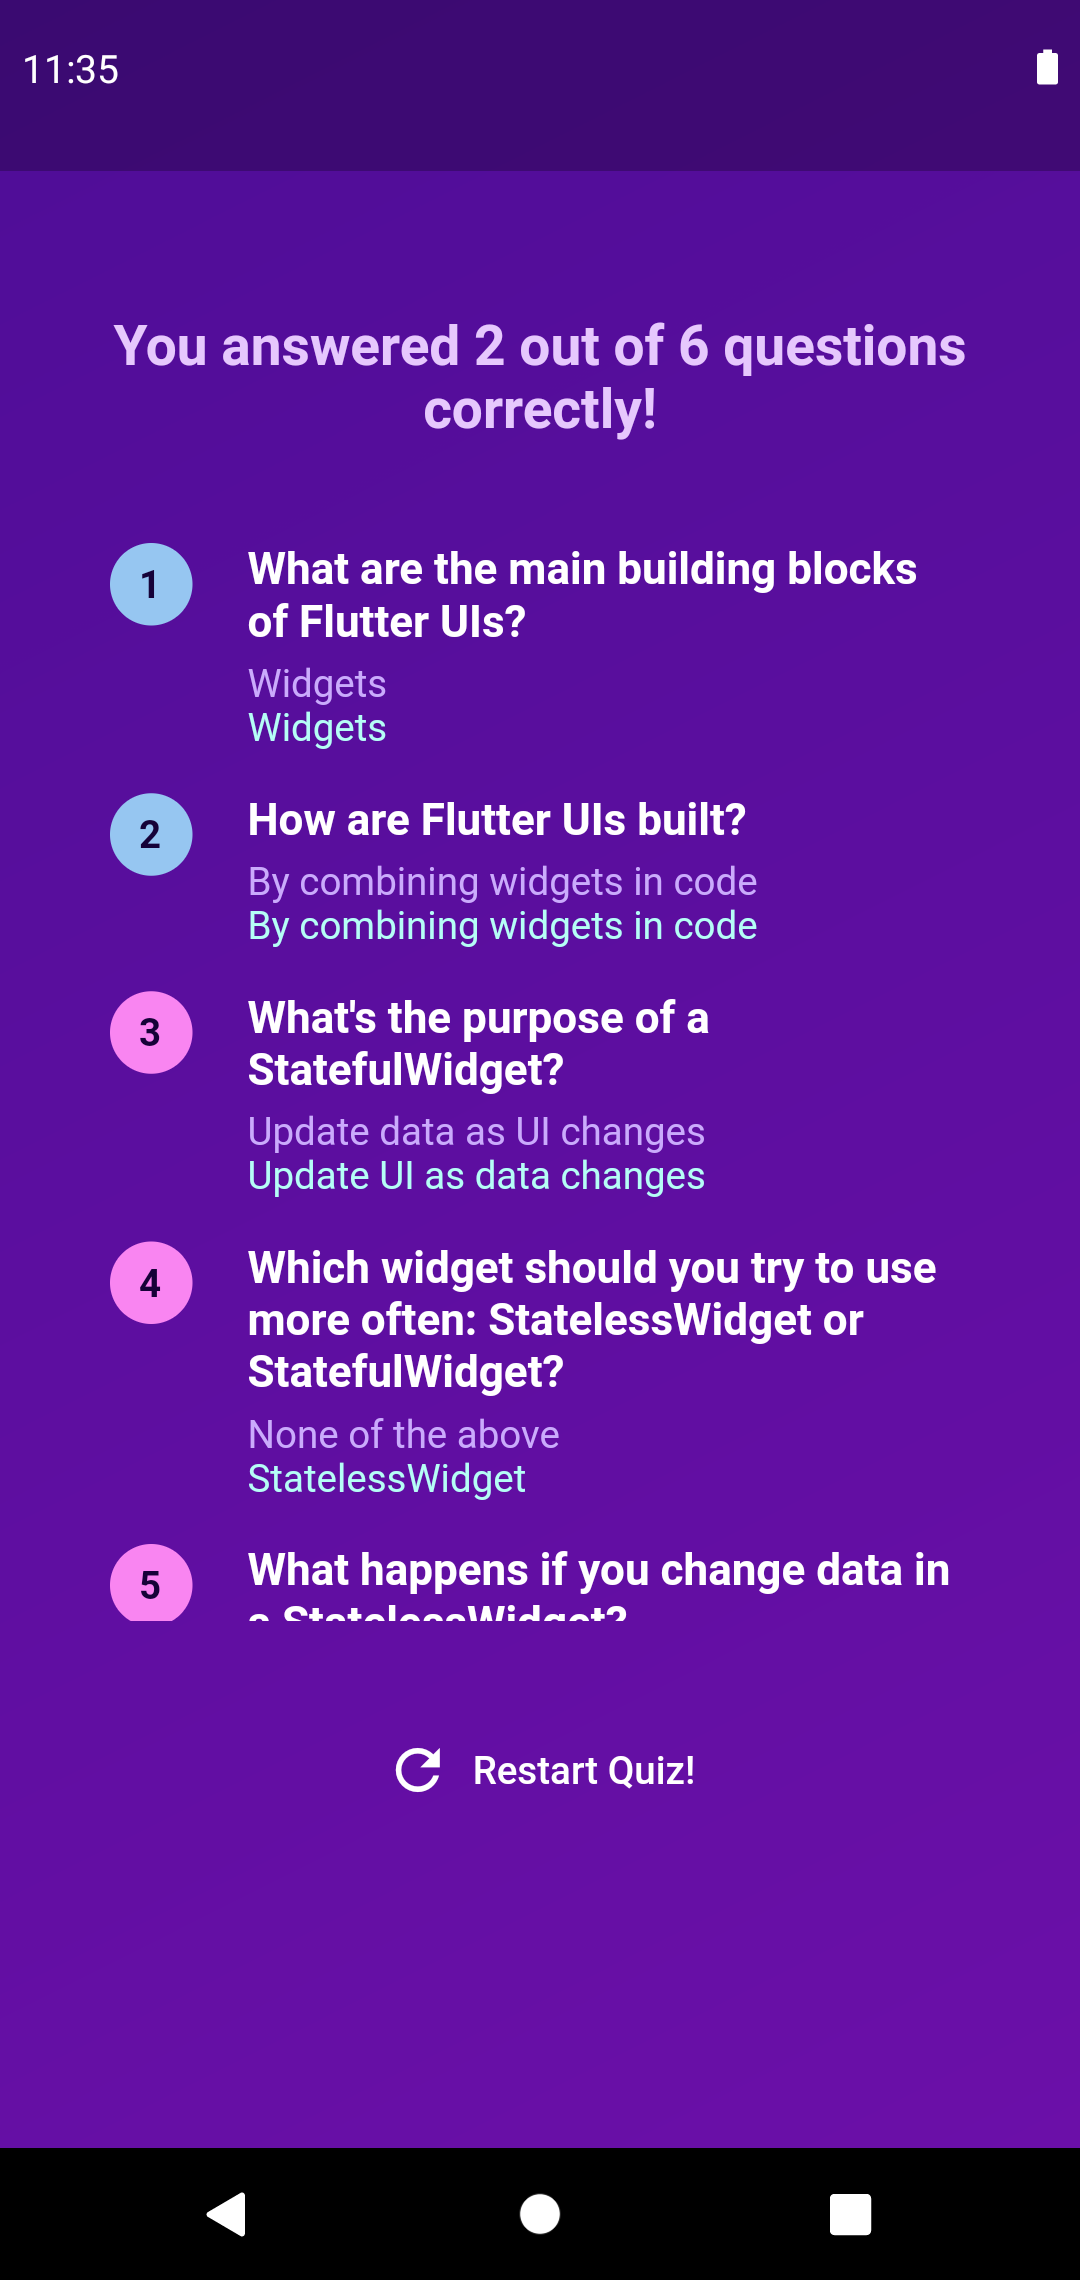 11:35
You answered 2 out of 6 questions
correctly!
1
What are the main building blocks
of Flutter UIs?
Widgets
Widgets
2
How are Flutter UIs built?
By combining widgets in code
By combining widgets in code
3
What's the purpose of a
StatefulWidget?
Update data as UI changes
Update UI as data changes
4
Which widget should you try to use
more often: StatelessWidget or
StatefulWidget?
None of the above
StatelessWidget
5
What happens if you change data in
a StatelessWidget?
Restart Quiz!